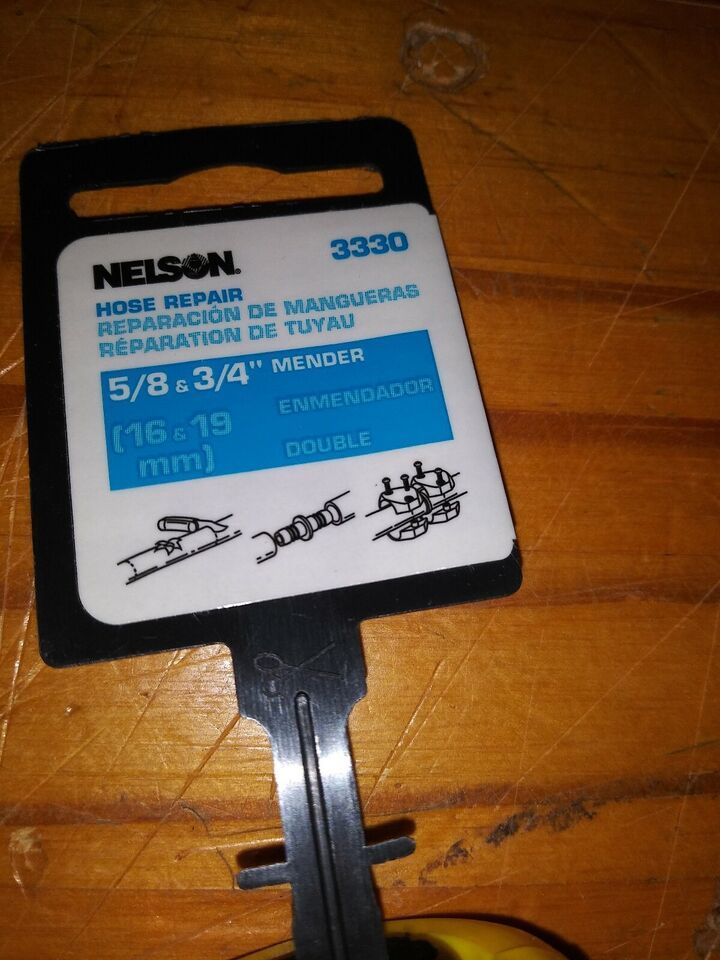 NELSON®
3330
HOSE REPAIR
REPARACIÓN DE MANGUERAS
RÉPARATION DE TUYAU
5/8 & 3/4" MENDER
(16 & 19 mm)
ENMENDADOR
DOUBLE